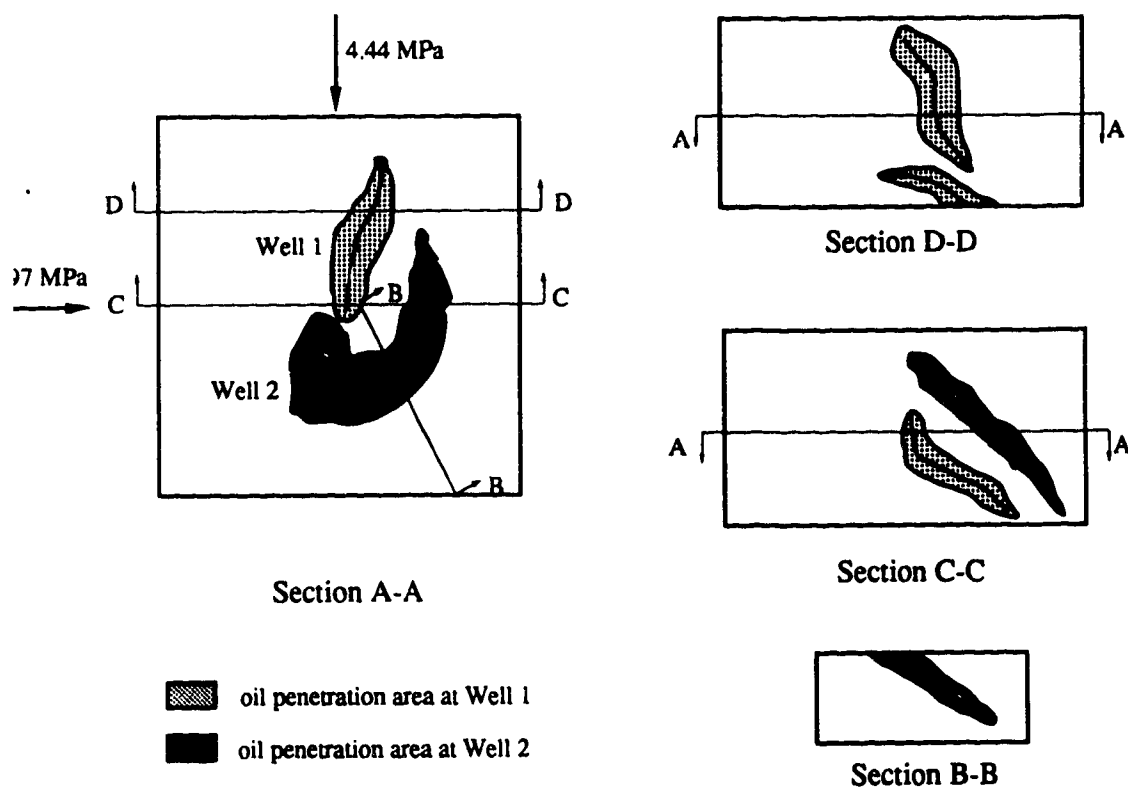 4.44 MPa
D
D
Well 1
97 MPa
B
C
C
Well 2
B
Section A-A
oil penetration area at Well 1
oil penetration area at Well 2
A
A
Section D-D
A
A
Section C-C
Section B-B